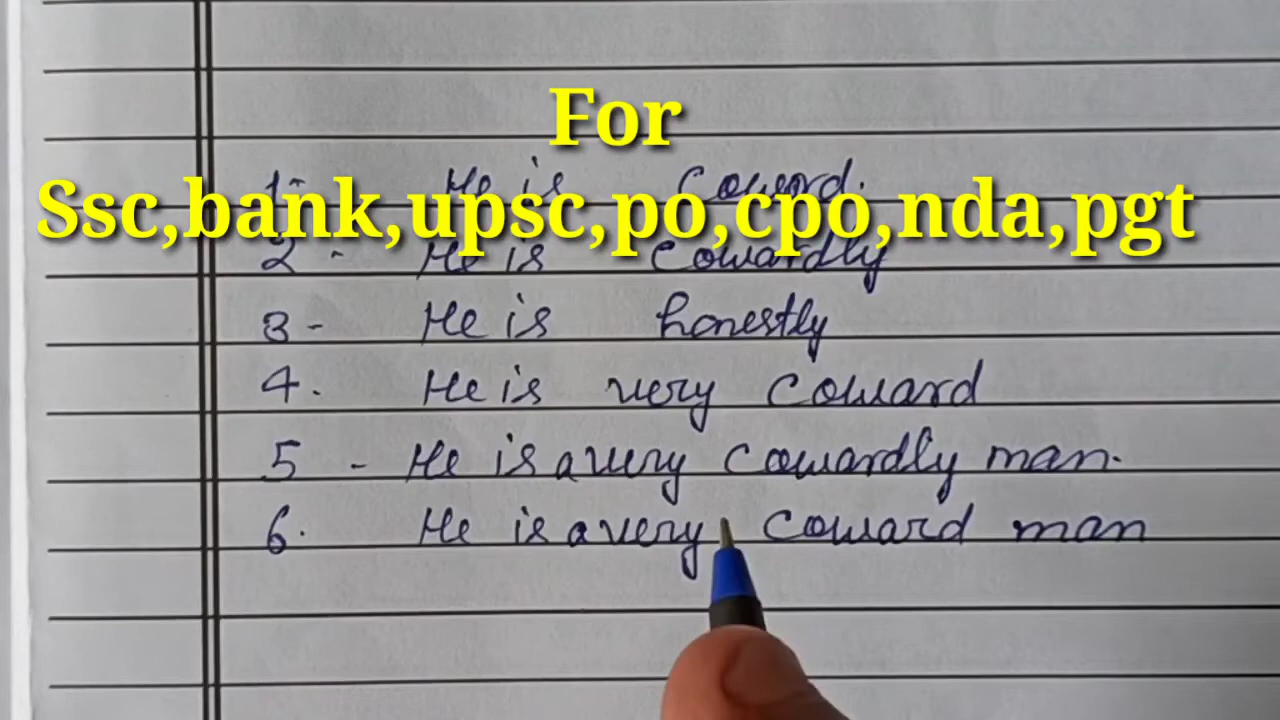 For
1- He is Coward.
Ssc,bank,upsc,po,cpo,nda,pgt
2 - He is Cowardly
3 - He is honestly
4. He is very Coward
5 - He is a very Cowardly man.
6. He is a very Coward man